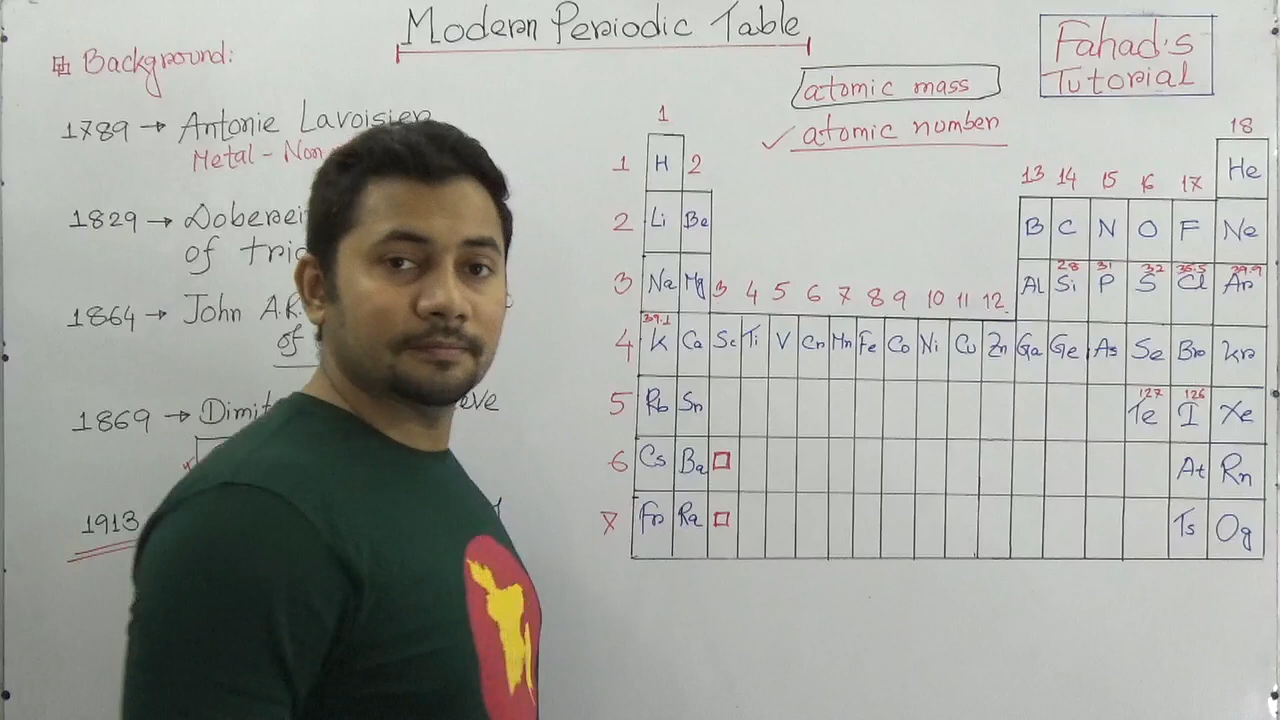 Modern Periodic Table
Background:
1789 → Antonie Lavoisier
Metal - Non
1829 →
of
1864 → John A.R
of
1869 →
1913
Fahad's
Tutorial
atomic mass
✓ atomic number
1 18
1 H 2 13 14 15 16 17 He
2 Li Be B C N O F Ne
28 31 32 35.5 39.9
3 Na Mg 3 4 5 6 7 8 9 10 11 12 Al Si P S Cl Ar
39.1
4 K Ca Sc Ti V Cr Mn Fe Co Ni Cu Zn Ga Ge As Se Br Kr
127 126
5 Rb Sr Te I Xe
6 Cs Ba At Rn
7 Fr Ra Ts Og